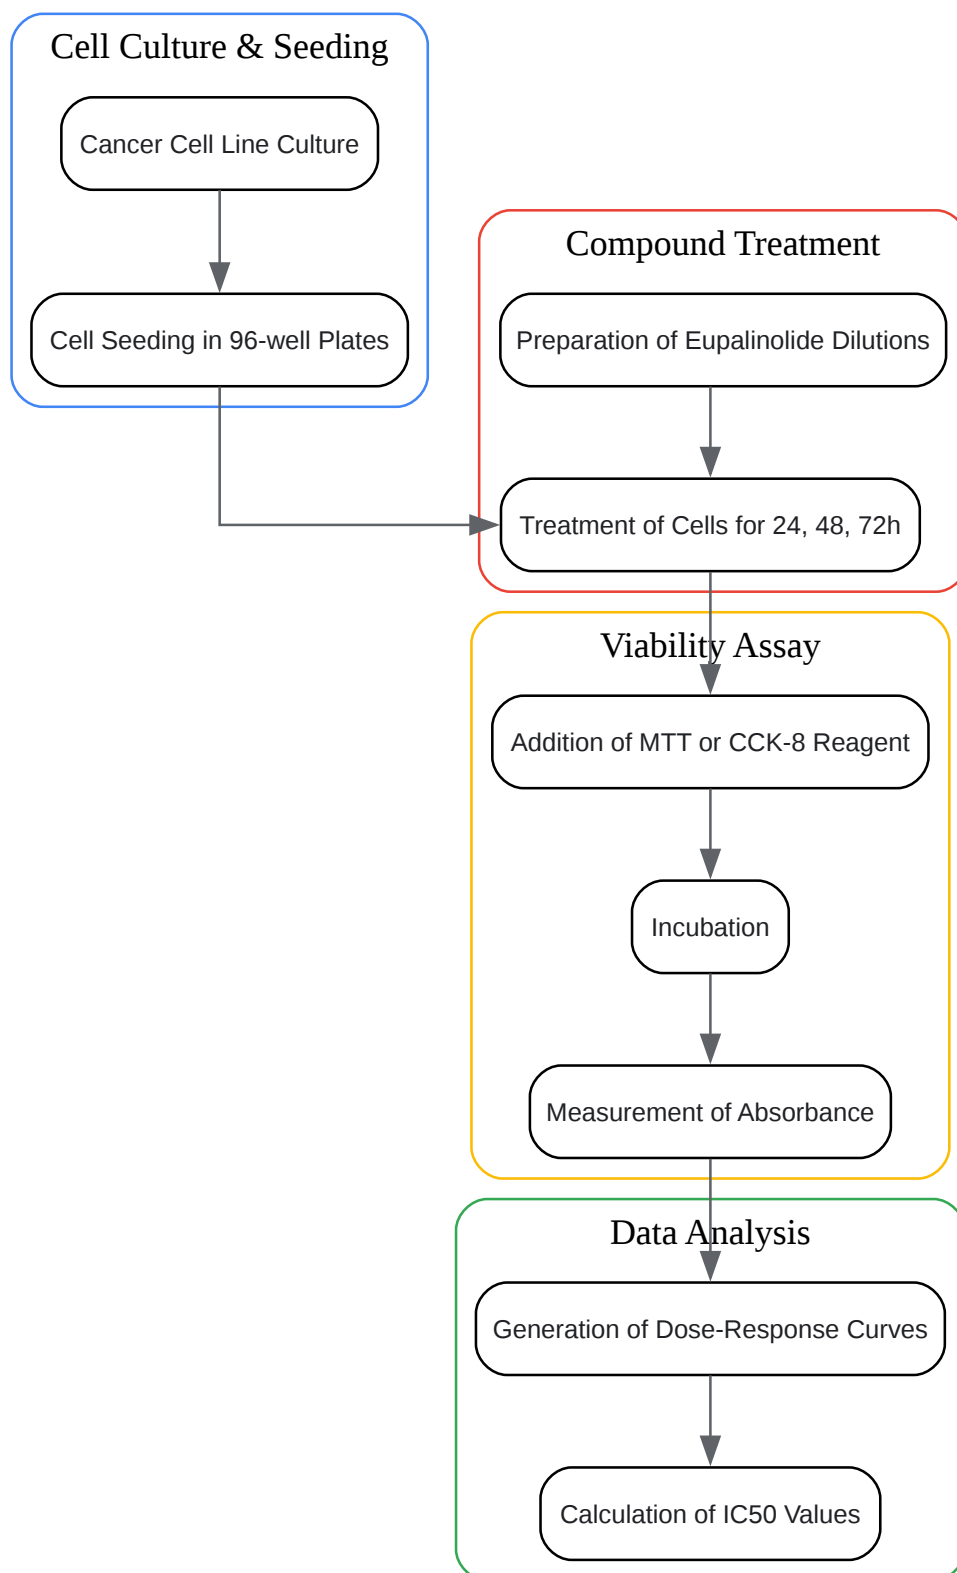 Cell Culture & Seeding
Cancer Cell Line Culture
Cell Seeding in 96-well Plates
Compound Treatment
Preparation of Eupalinolide Dilutions
Treatment of Cells for 24, 48, 72h
Viability Assay
Addition of MTT or CCK-8 Reagent
Incubation
Measurement of Absorbance
Data Analysis
Generation of Dose-Response Curves
Calculation of IC50 Values